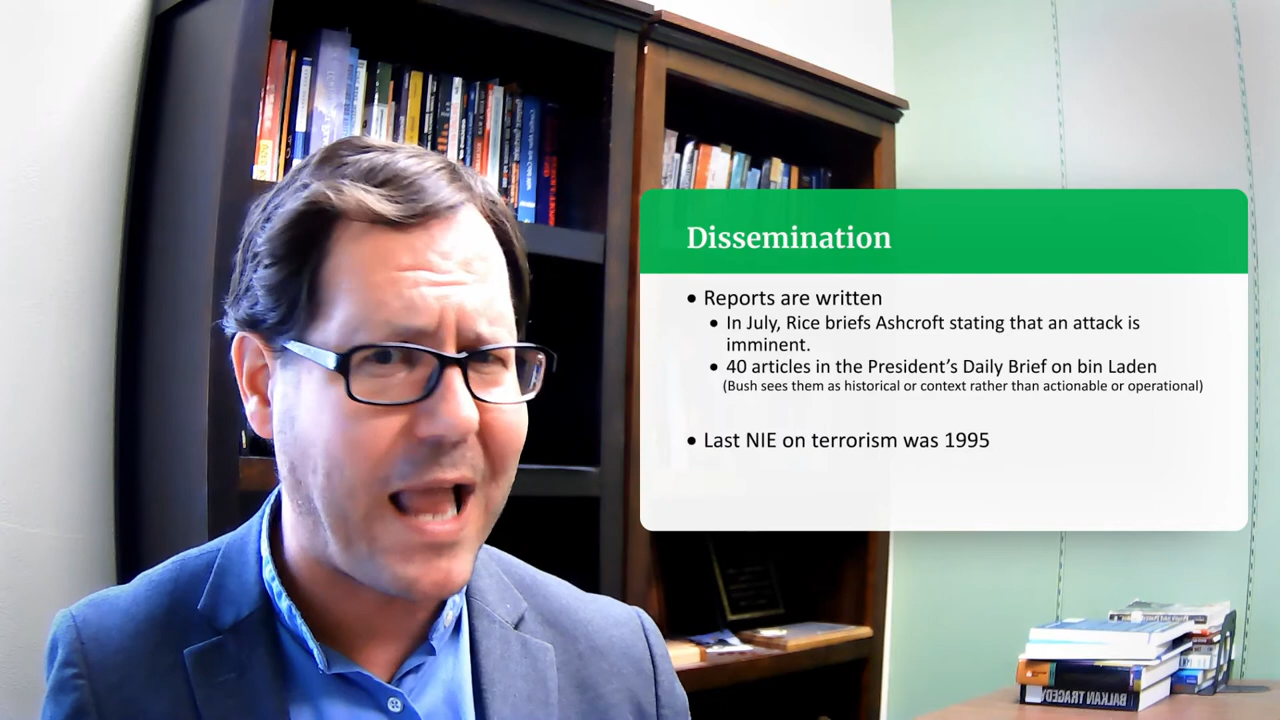 Dissemination
• Reports are written
• In July, Rice briefs Ashcroft stating that an attack is
imminent.
• 40 articles in the President's Daily Brief on bin Laden
(Bush sees them as historical or context rather than actionable or operational)
• Last NIE on terrorism was 1995
BALKAN TRAGEDY